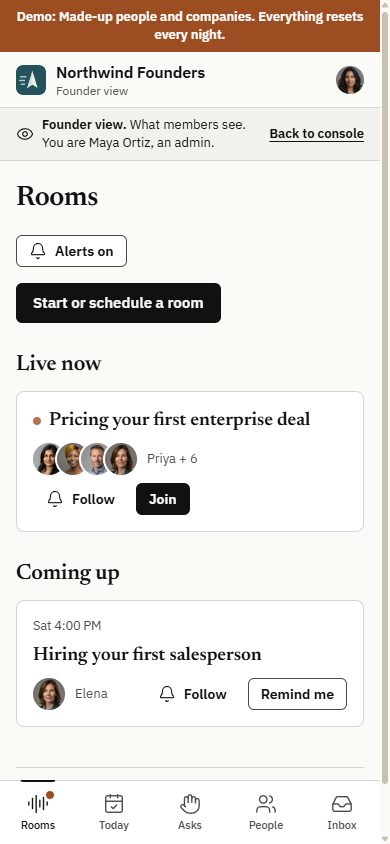 Demo: Made-up people and companies. Everything resets
every night.
Northwind Founders
Founder view
Founder view. What members see.
You are Maya Ortiz, an admin.
Back to console
Rooms
Alerts on
Start or schedule a room
Live now
Pricing your first enterprise deal
Priya + 6
Follow
Join
Coming up
Sat 4:00 PM
Hiring your first salesperson
Elena
Follow
Remind me
Rooms
Today
Asks
People
Inbox